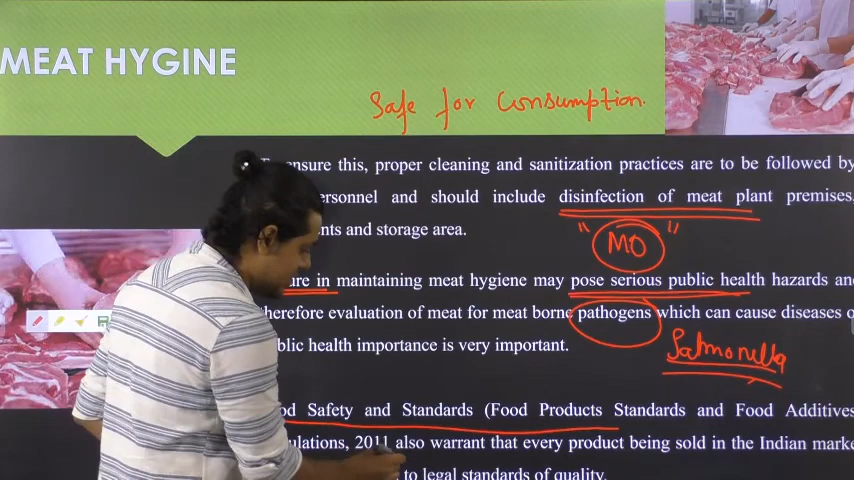 MEAT HYGINE
Safe for Consumption.
ensure this, proper cleaning and sanitization practices are to be followed by
ersonnel and should include disinfection of meat plant premises,
nts and storage area.
"MO"
ure in maintaining meat hygiene may pose serious public health hazards an
herefore evaluation of meat for meat borne pathogens which can cause diseases o
blic health importance is very important.
Salmonella
od Safety and Standards (Food Products Standards and Food Additives
ulations, 2011 also warrant that every product being sold in the Indian marke
to legal standards of quality.